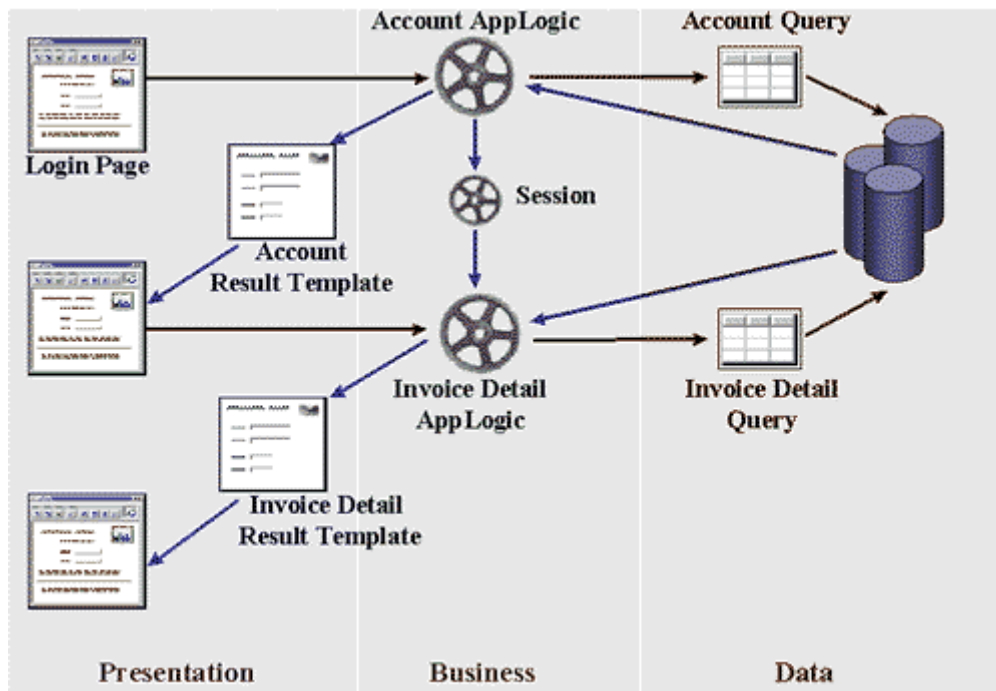 Account AppLogic
Account Query
Login Page
Session
Account
Result Template
Invoice Detail
AppLogic
Invoice Detail
Query
Invoice Detail
Result Template
Presentation
Business
Data